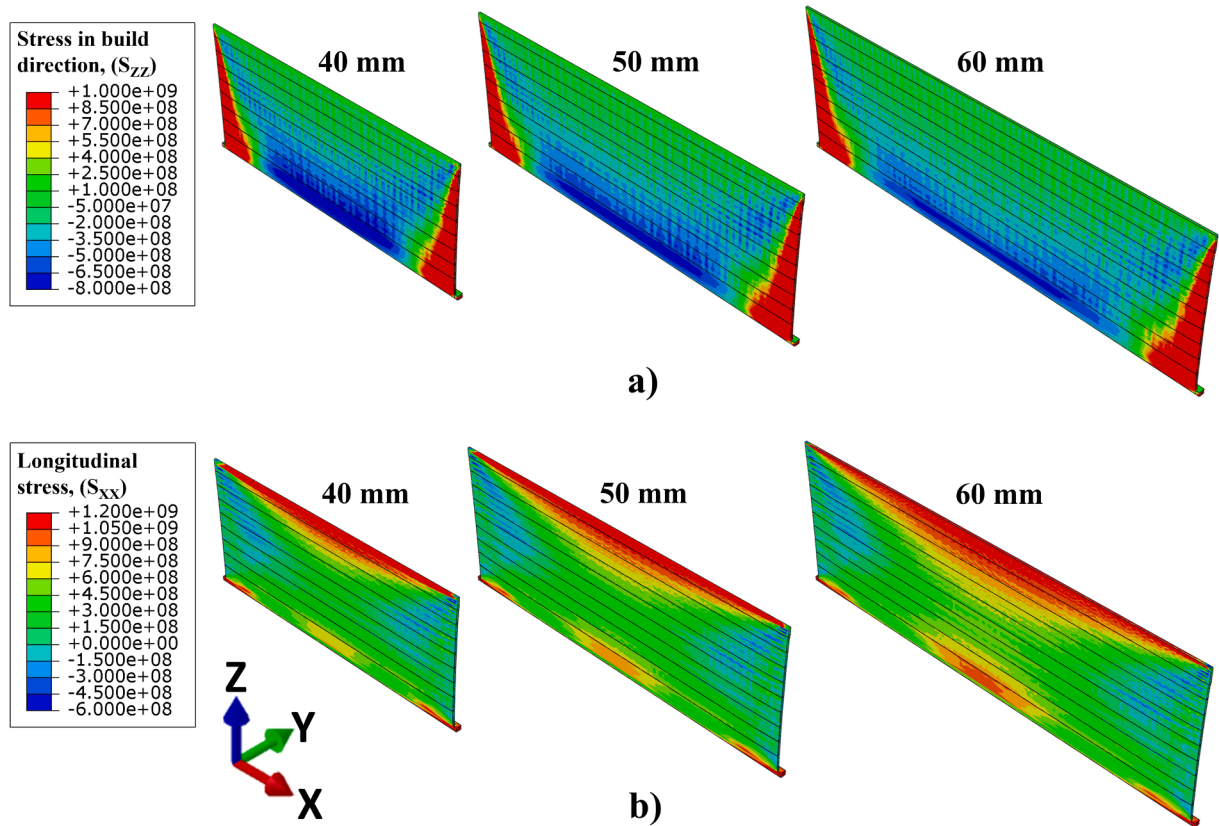 Stress in build
direction, (SZZ)
+1.000e+09
+8.500e+08
+7.000e+08
+5.500e+08
+4.000e+08
+2.500e+08
+1.000e+08
-5.000e+07
-2.000e+08
-3.500e+08
-5.000e+08
-6.500e+08
-8.000e+08
40 mm
50 mm
60 mm
a)
Longitudinal
stress, (SXX)
+1.200e+09
+1.050e+09
+9.000e+08
+7.500e+08
+6.000e+08
+4.500e+08
+3.000e+08
+1.500e+08
+0.000e+00
-1.500e+08
-3.000e+08
-4.500e+08
-6.000e+08
40 mm
50 mm
60 mm
Z
Y
X
b)